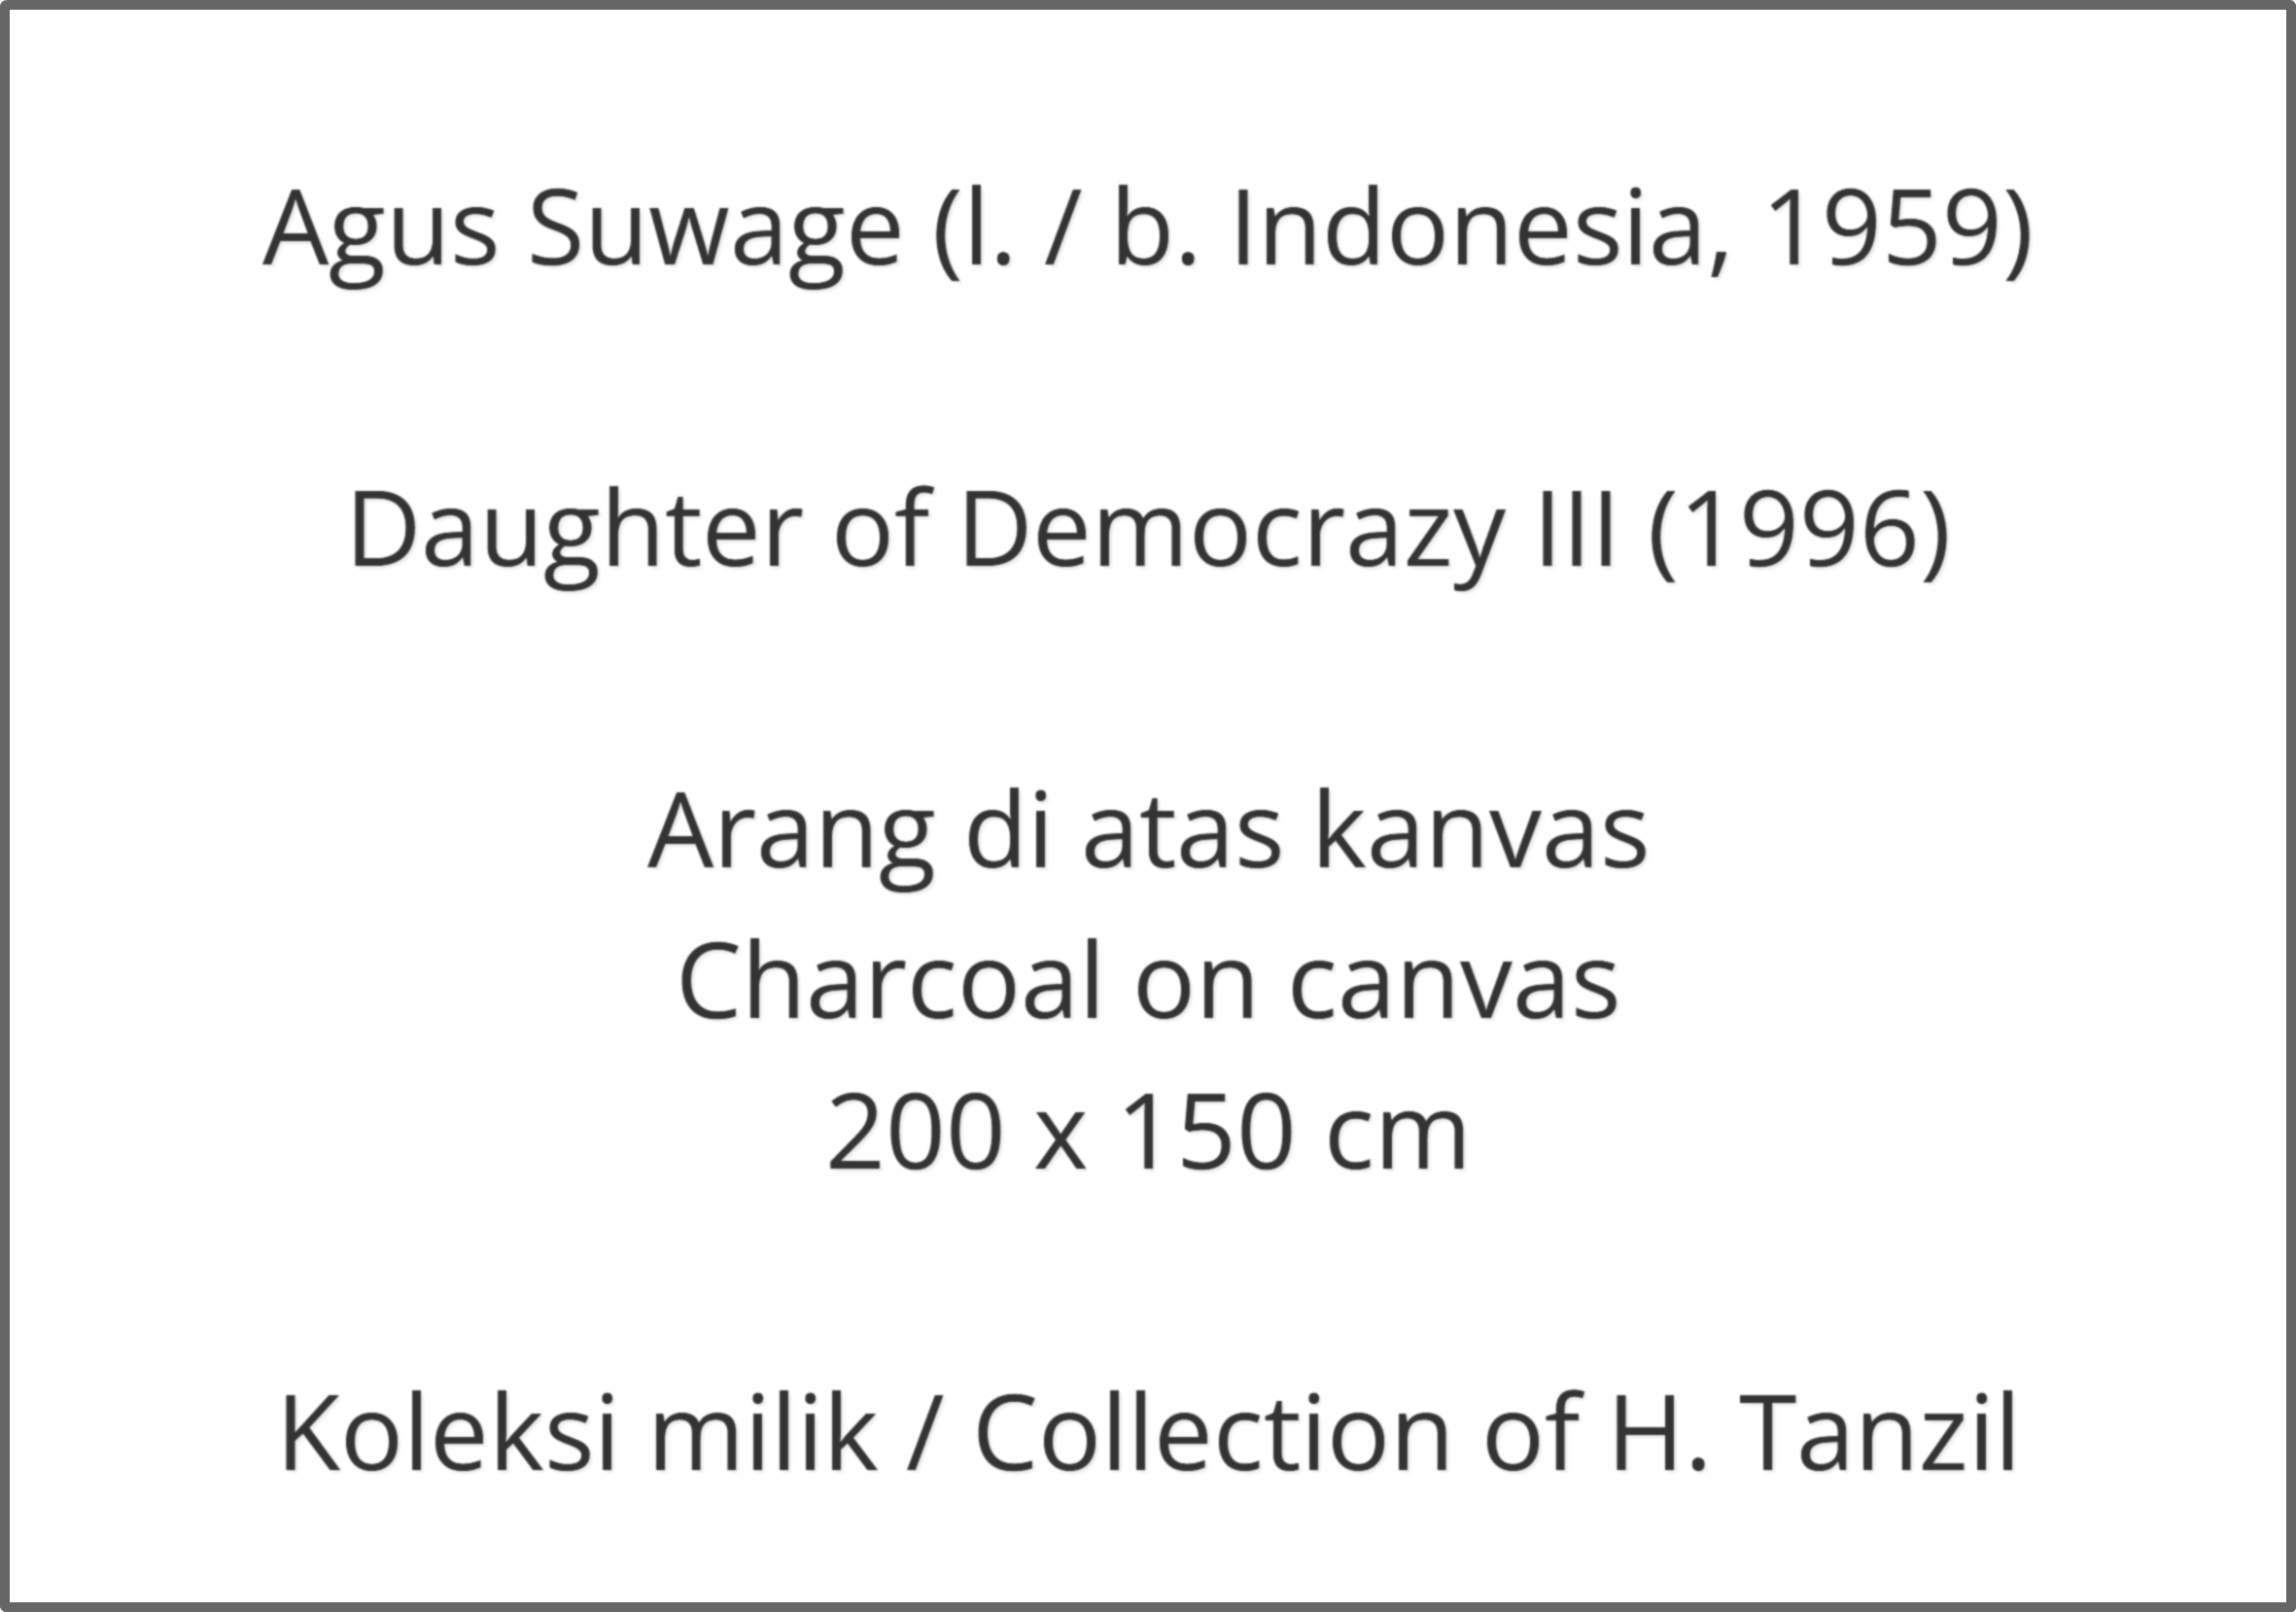 Agus Suwage (l. / b. Indonesia, 1959)
Daughter of Democrazy III (1996)
Arang di atas kanvas
Charcoal on canvas
200 x 150 cm
Koleksi milik / Collection of H. Tanzil